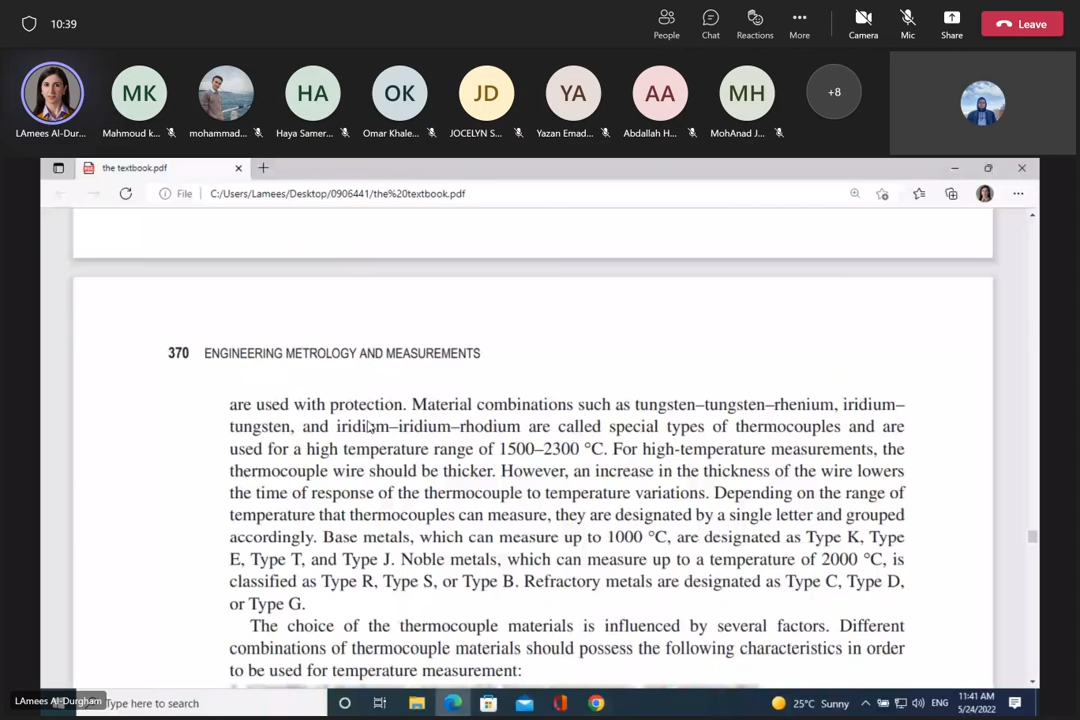 10:39
People
Chat
Reactions
More
Camera
Mic
Share
Leave
MK
HA
OK
JD
YA
AA
MH
+8
LAmees Al-Dur...
Mahmoud k...
mohammad...
Haya Samer...
Omar Khale...
JOCELYN S...
Yazan Emad...
Abdallah H...
MohAnad J...
the textbook.pdf
File
C:/Users/Lamees/Desktop/0906441/the%20textbook.pdf
370 ENGINEERING METROLOGY AND MEASUREMENTS
are used with protection. Material combinations such as tungsten–tungsten–rhenium, iridium–
tungsten, and iridium–iridium–rhodium are called special types of thermocouples and are
used for a high temperature range of 1500–2300 °C. For high-temperature measurements, the
thermocouple wire should be thicker. However, an increase in the thickness of the wire lowers
the time of response of the thermocouple to temperature variations. Depending on the range of
temperature that thermocouples can measure, they are designated by a single letter and grouped
accordingly. Base metals, which can measure up to 1000 °C, are designated as Type K, Type
E, Type T, and Type J. Noble metals, which can measure up to a temperature of 2000 °C, is
classified as Type R, Type S, or Type B. Refractory metals are designated as Type C, Type D,
or Type G.
The choice of the thermocouple materials is influenced by several factors. Different
combinations of thermocouple materials should possess the following characteristics in order
to be used for temperature measurement:
LAmees Al-Durgham
Type here to search
25°C Sunny
ENG
11:41 AM
5/24/2022